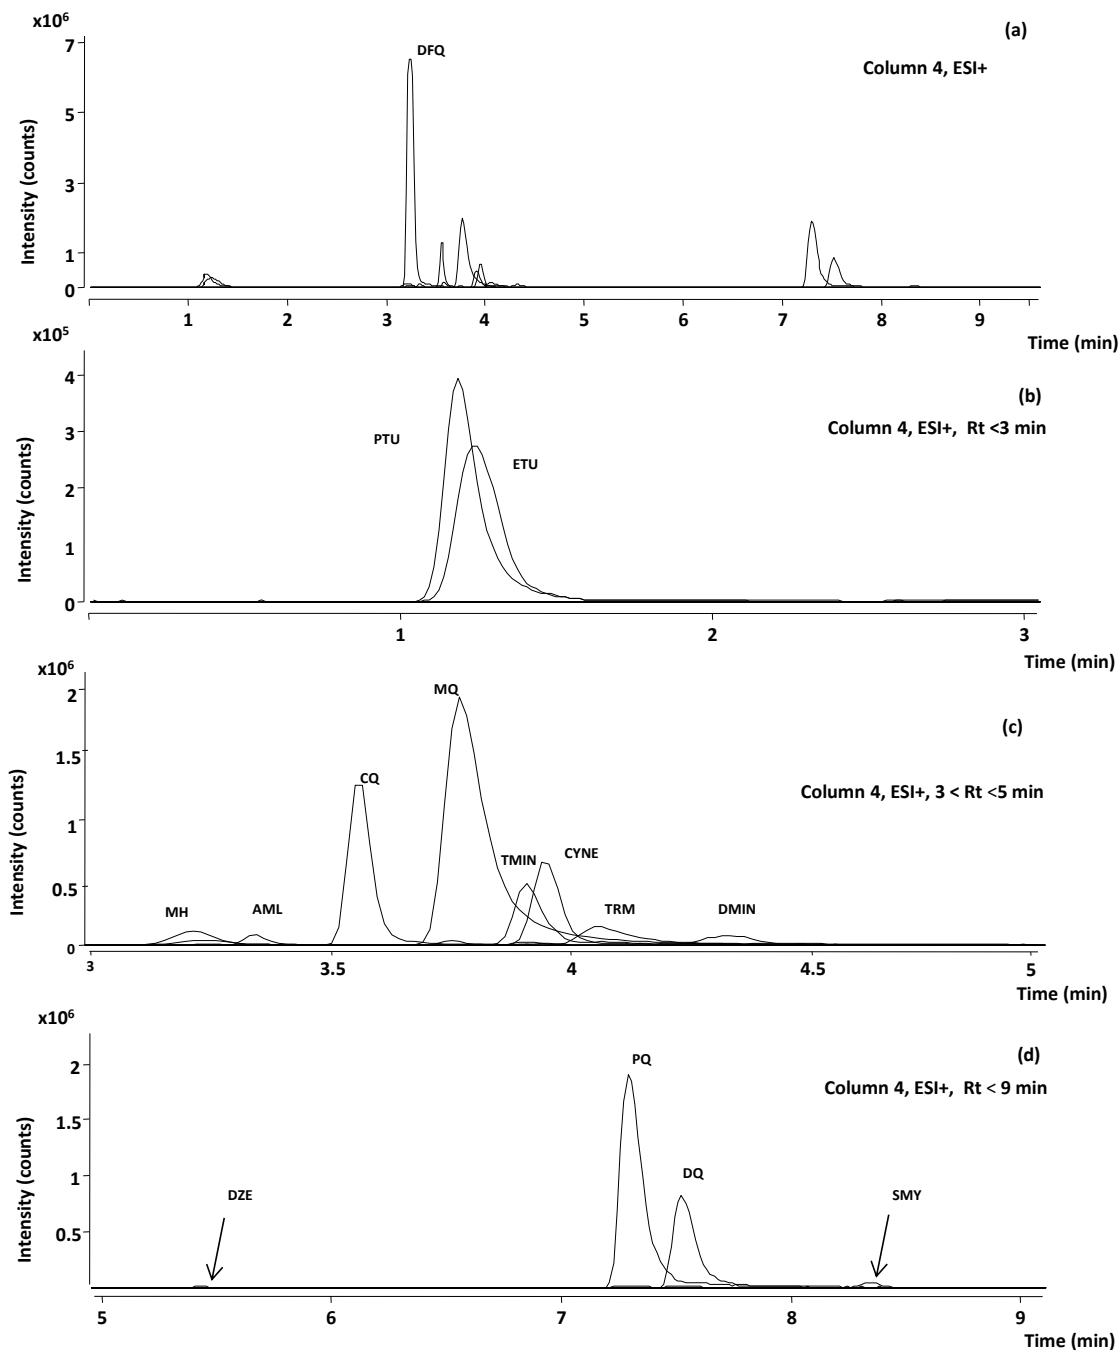 x10⁶
(a)
7
DFQ
Column 4, ESI+
5
3
1
0
Intensity (counts)
1 2 3 4 5 6 7 8 9
Time (min)
x10⁵
4
(b)
Column 4, ESI+, Rt <3 min
3
PTU
ETU
2
1
0
Intensity (counts)
1 2 3
Time (min)
x10⁶
2
MQ
(c)
1.5
CQ
Column 4, ESI+, 3 < Rt <5 min
1
TMIN
CYNE
0.5
MH
AML
TRM
DMIN
0
Intensity (counts)
3 3.5 4 4.5 5
Time (min)
x10⁶
(d)
2
PQ
Column 4, ESI+, Rt < 9 min
1.5
1
DQ
DZE
SMY
0.5
Intensity (counts)
5 6 7 8 9
Time (min)